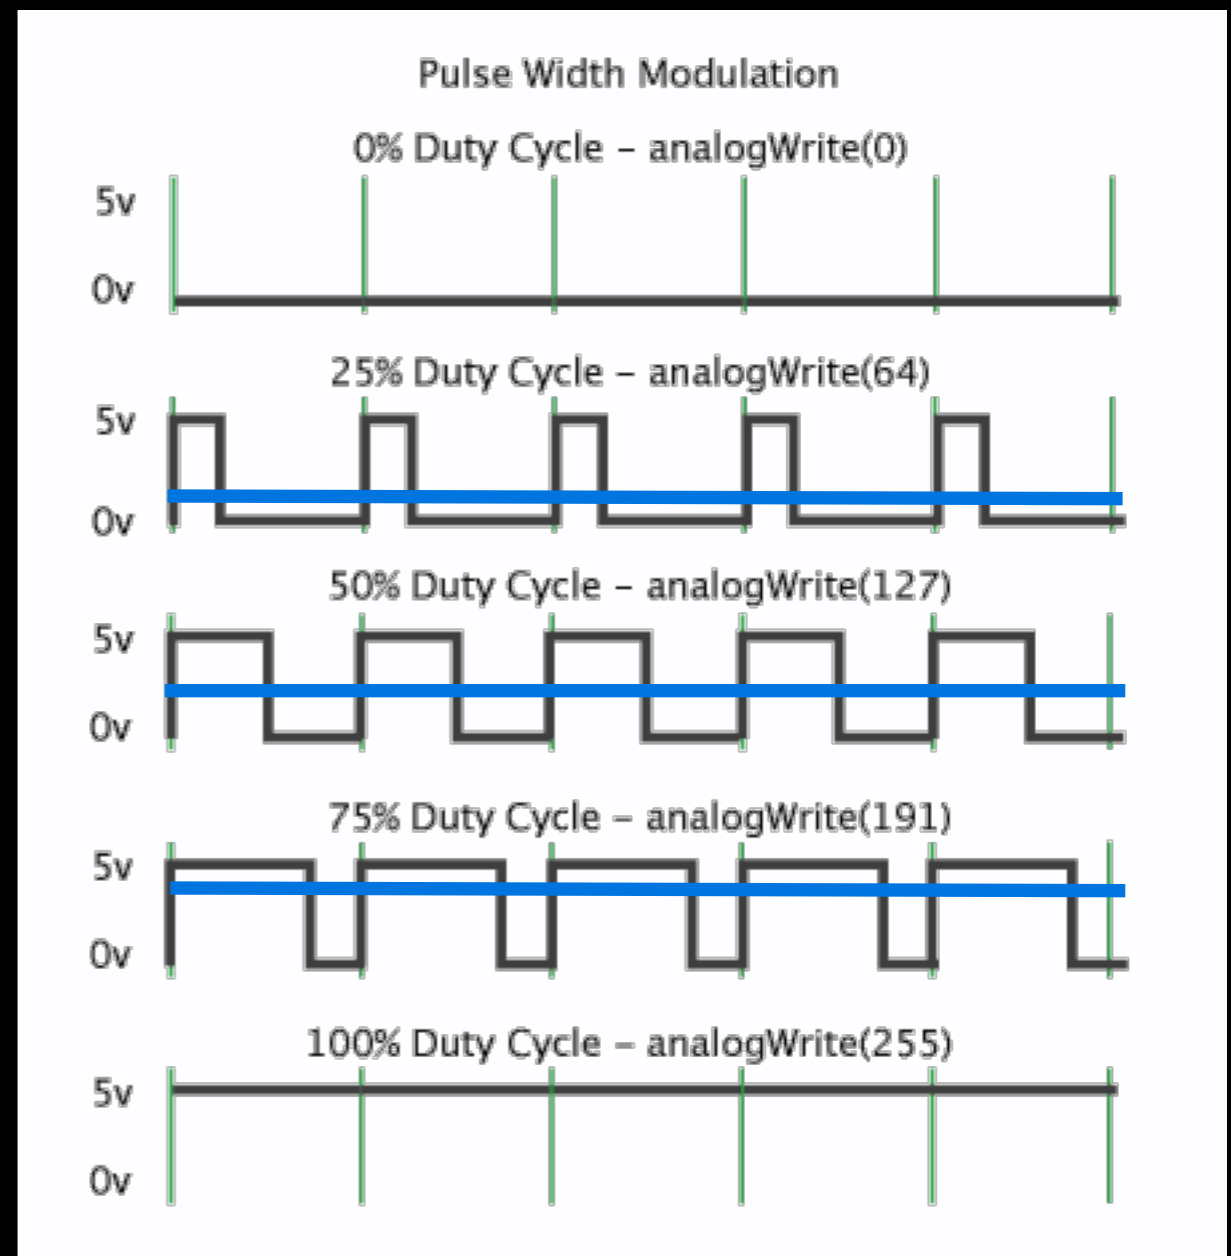 Pulse Width Modulation
0% Duty Cycle – analogWrite(0)
5v
0v
25% Duty Cycle – analogWrite(64)
5v
0v
50% Duty Cycle – analogWrite(127)
5v
0v
75% Duty Cycle – analogWrite(191)
5v
0v
100% Duty Cycle – analogWrite(255)
5v
0v